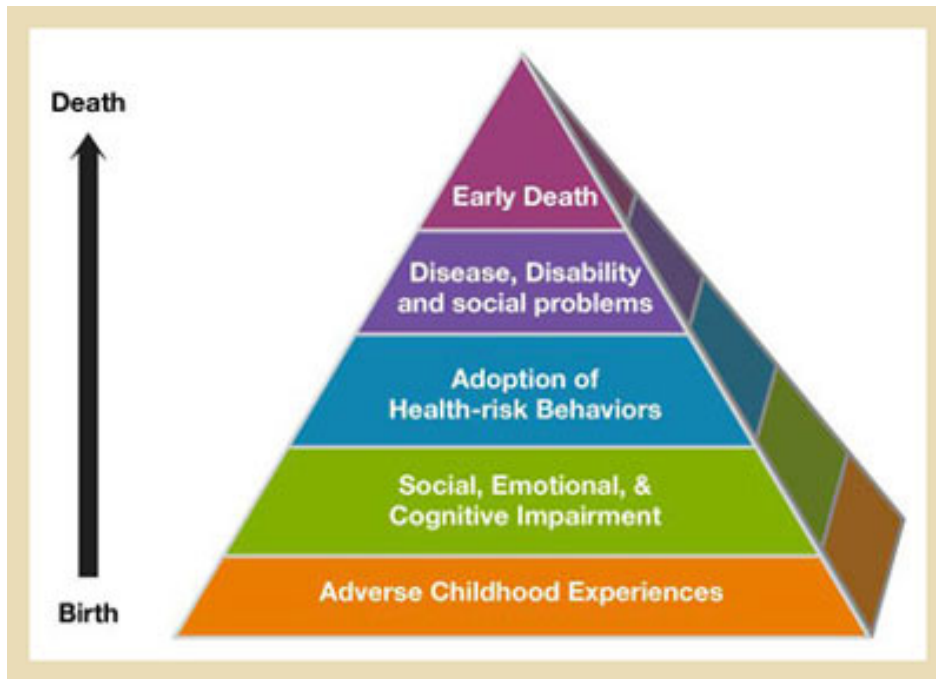 Death
Early Death
Disease, Disability
and social problems
Adoption of
Health-risk Behaviors
Social, Emotional, &
Cognitive Impairment
Adverse Childhood Experiences
Birth